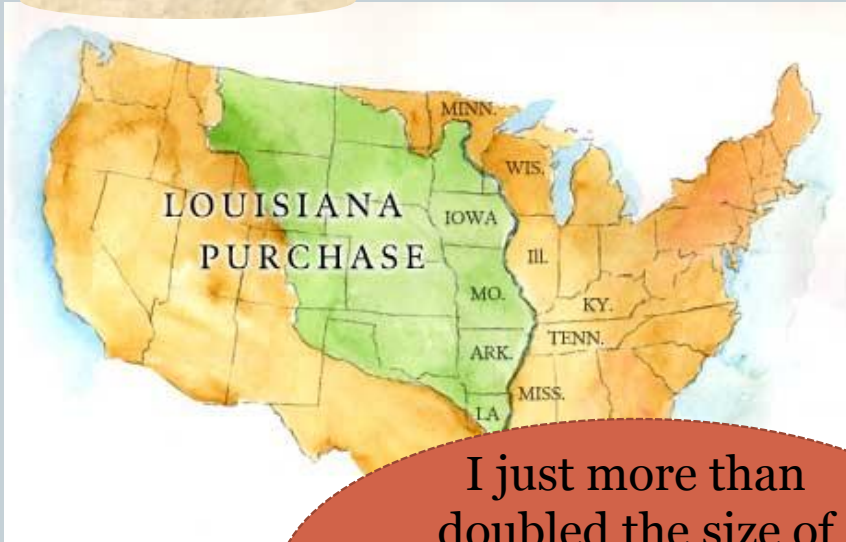 MINN.
WIS.
LOUISIANA
IOWA
PURCHASE
Ill.
MO.
KY.
TENN.
ARK.
MISS.
LA
I just more than
doubled the size of